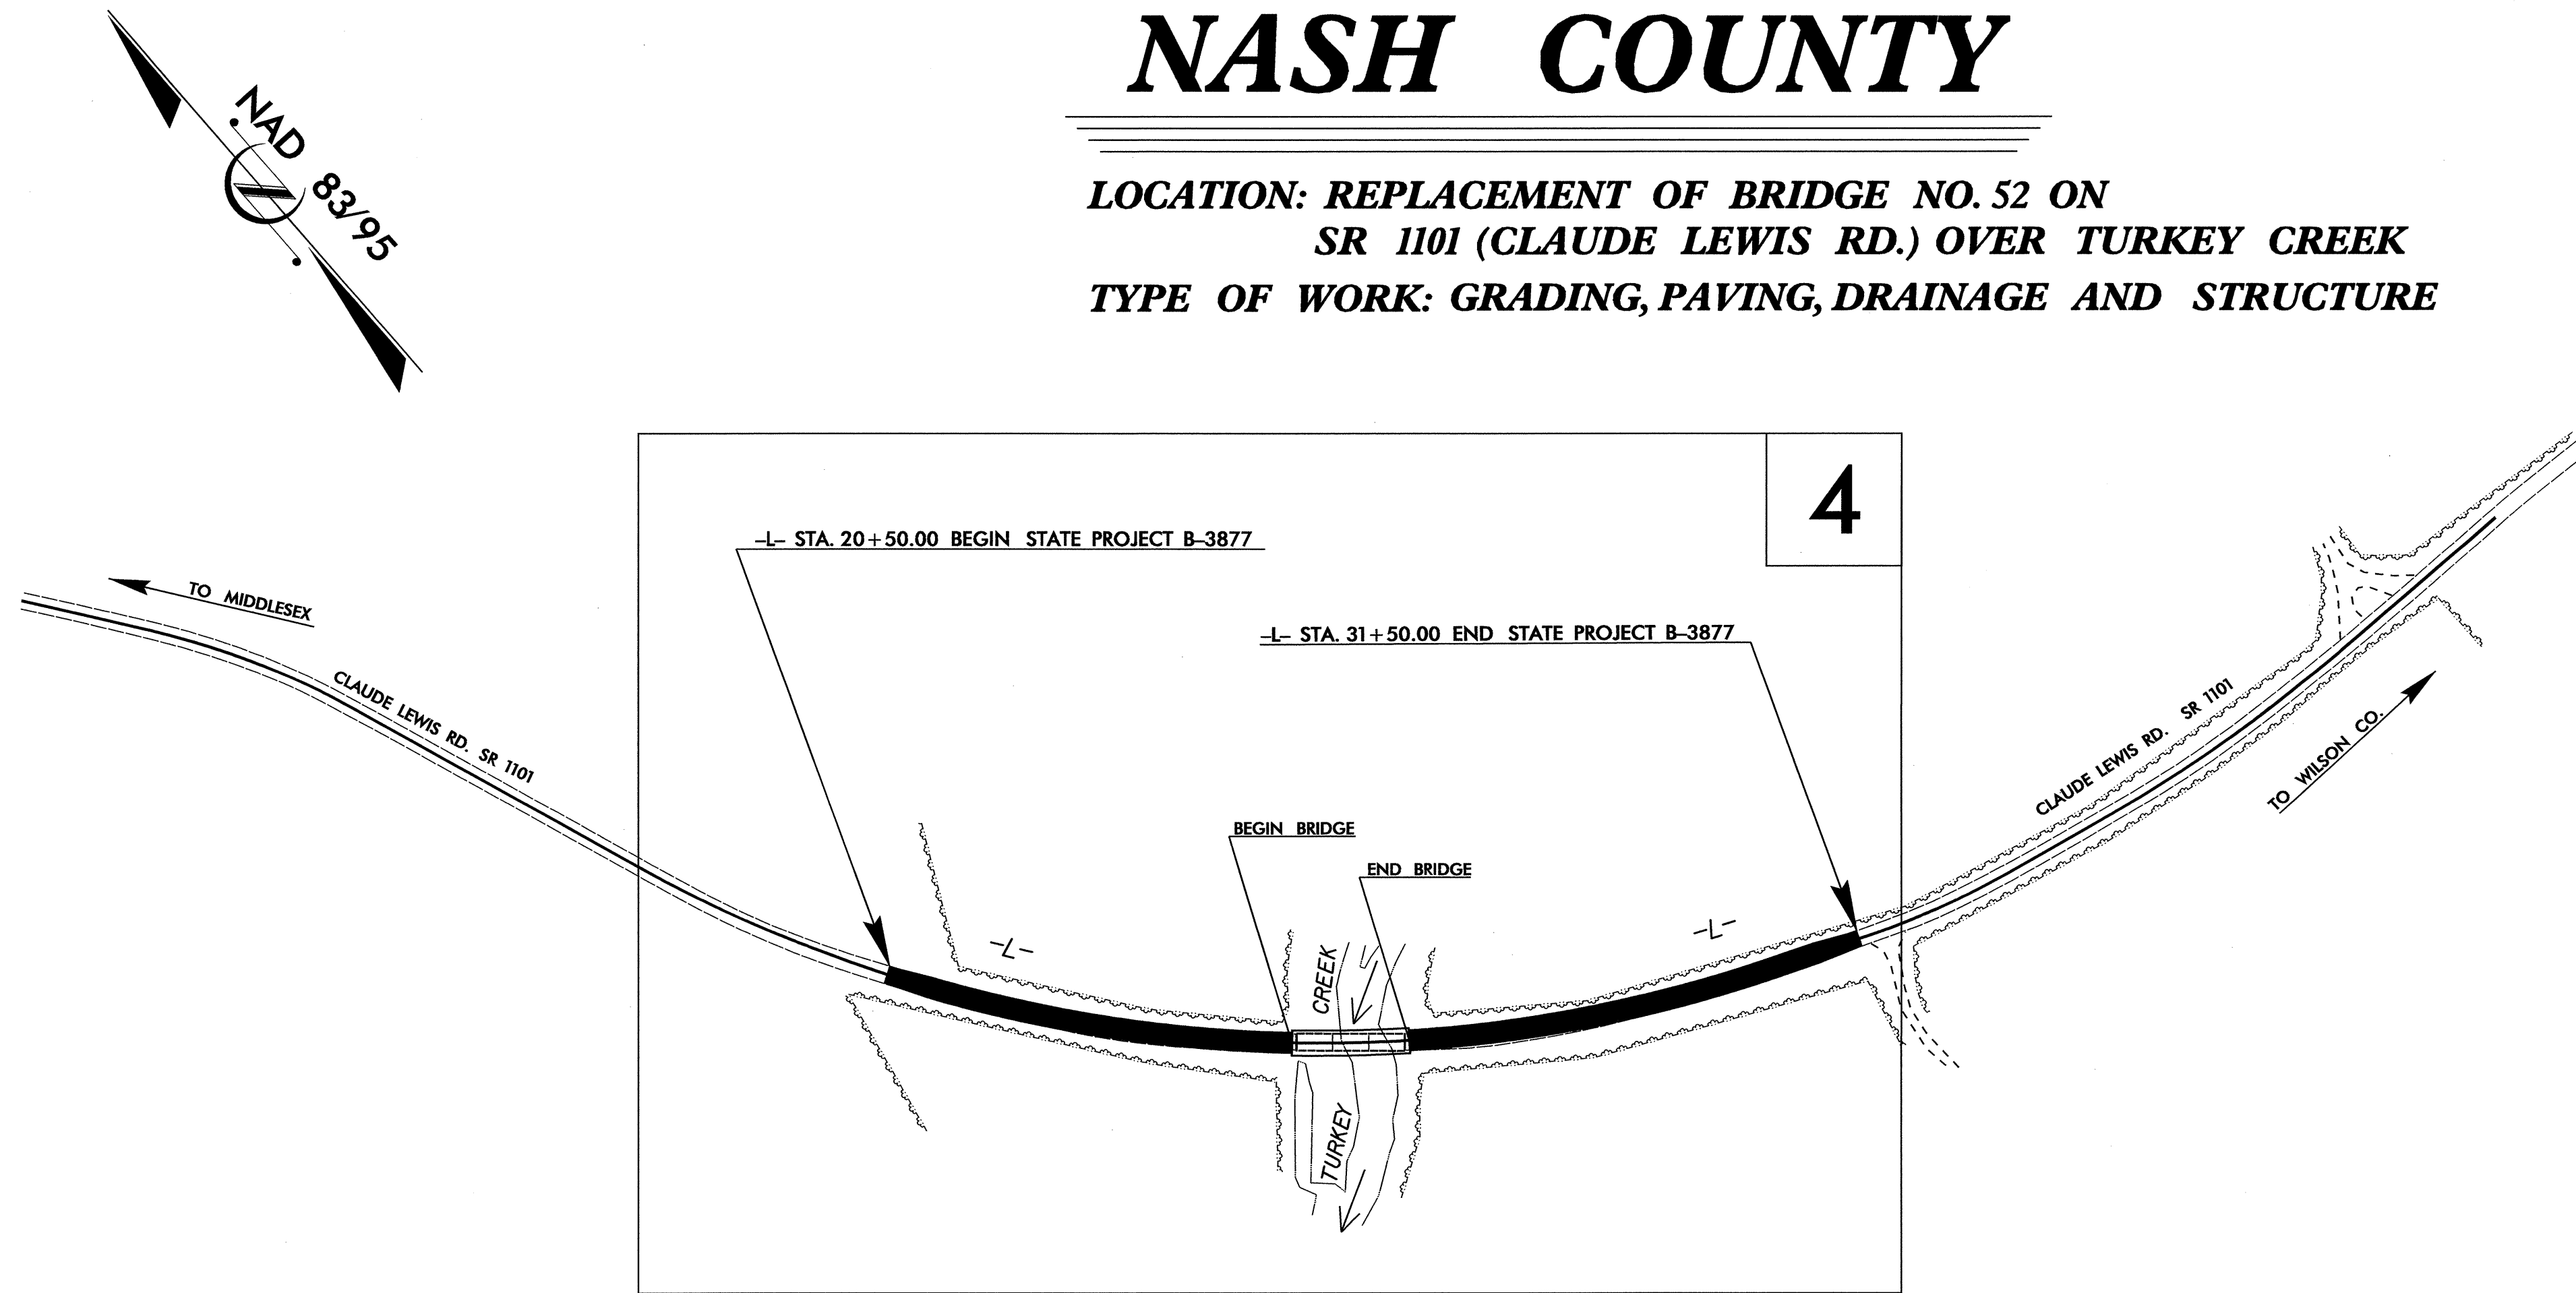 NASH COUNTY
NAD 83/95
N
LOCATION: REPLACEMENT OF BRIDGE NO. 52 ON
SR 1101 (CLAUDE LEWIS RD.) OVER TURKEY CREEK
TYPE OF WORK: GRADING, PAVING, DRAINAGE AND STRUCTURE
4
-L- STA. 20+50.00 BEGIN STATE PROJECT B-3877
TO MIDDLESEX
-L- STA. 31+50.00 END STATE PROJECT B-3877
CLAUDE LEWIS RD. SR 1101
CLAUDE LEWIS RD. SR 1101
TO WILSON CO.
BEGIN BRIDGE
END BRIDGE
-L-
-L-
CREEK
TURKEY